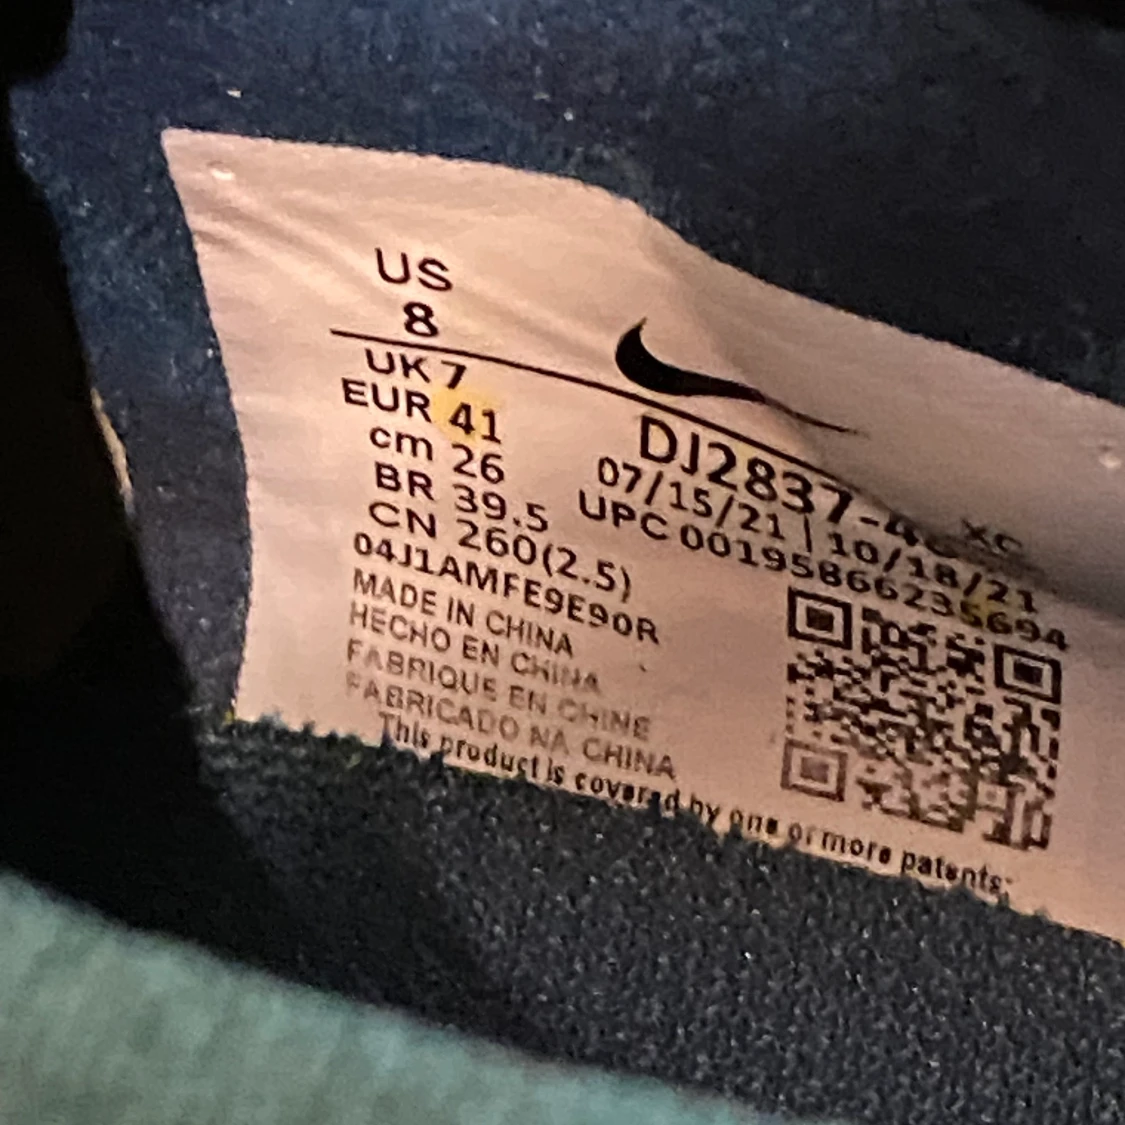 US
8
UK 7
EUR 41
cm 26
BR 39.5
CN 260(2.5)
04J1AMFE9E90R
MADE IN CHINA
HECHO EN CHINA
FABRIQUE EN CHINE
FABRICADO NA CHINA
This product is covered by one or more patents:
XC
07/15/21 | 10/18/21
UPC 00195866235694